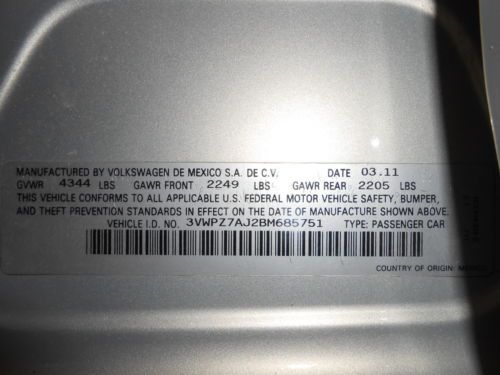 MANUFACTURED BY VOLKSWAGEN DE MEXICO S.A. DE C.V. DATE 03.11
GVWR 4344 LBS GAWR FRONT 2249 LBS GAWR REAR 2205 LBS
THIS VEHICLE CONFORMS TO ALL APPLICABLE U.S. FEDERAL MOTOR VEHICLE SAFETY, BUMPER,
AND THEFT PREVENTION STANDARDS IN EFFECT ON THE DATE OF MANUFACTURE SHOWN ABOVE.
VEHICLE I.D. NO. 3VWPZ7AJ2BM685751 TYPE: PASSENGER CAR
COUNTRY OF ORIGIN: MEXICO